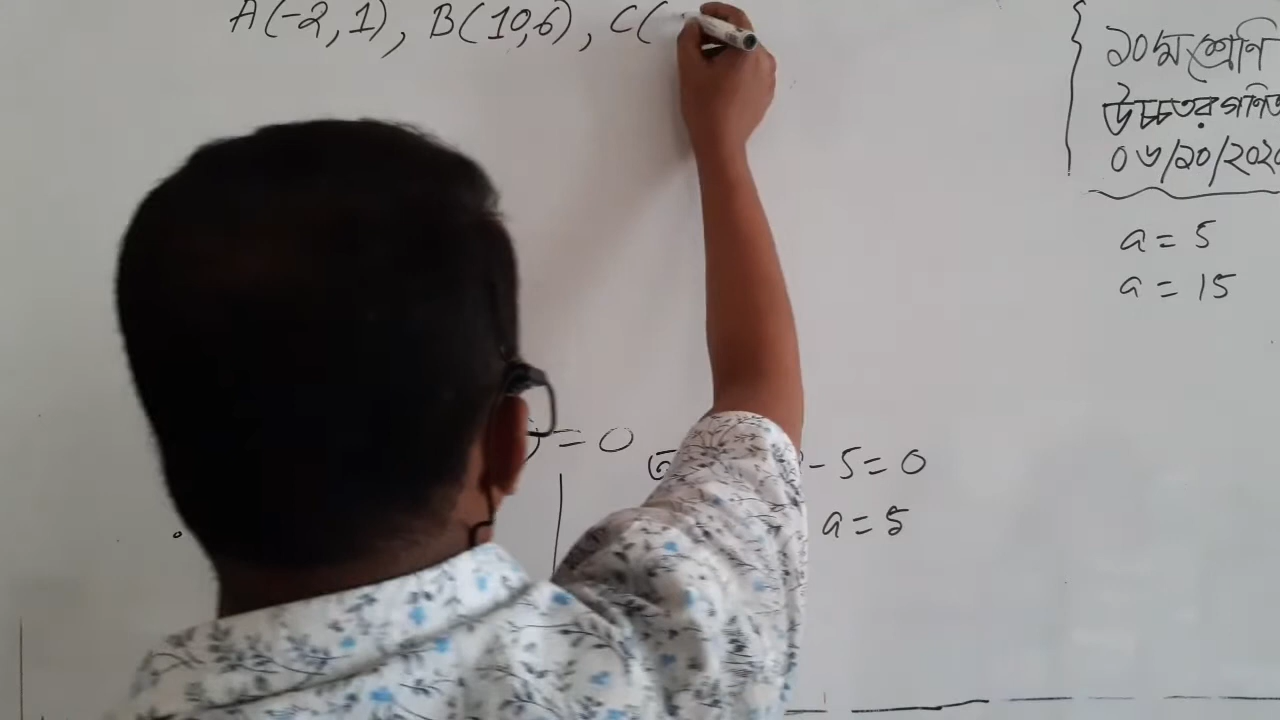 A(-2,1), B(10,6), C(
১০ম শ্রেণি
উচ্চতর গণিত
০৬/১০/২০২
a = 5
a = 15
) = 0
- 5 = 0
a = 5